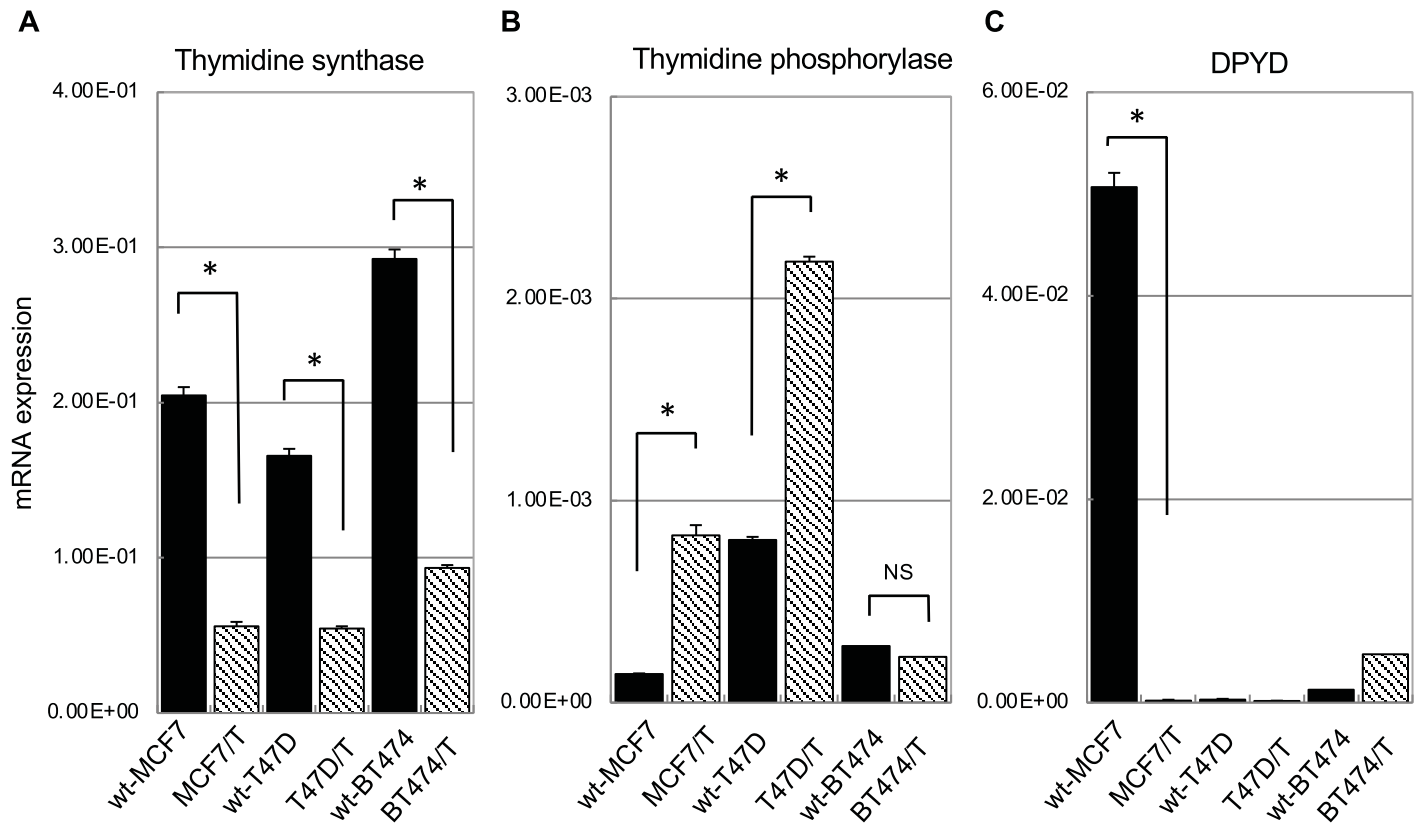 A
Thymidine synthase
mRNA expression
4.00E-01
3.00E-01
2.00E-01
1.00E-01
0.00E+00
*
*
*
wt-MCF7
MCF7/T
wt-T47D
T47D/T
wt-BT474
BT474/T
B
Thymidine phosphorylase
3.00E-03
2.00E-03
1.00E-03
0.00E+00
*
*
NS
wt-MCF7
MCF7/T
wt-T47D
T47D/T
wt-BT474
BT474/T
C
DPYD
6.00E-02
4.00E-02
2.00E-02
0.00E+00
*
wt-MCF7
MCF7/T
wt-T47D
T47D/T
wt-BT474
BT474/T